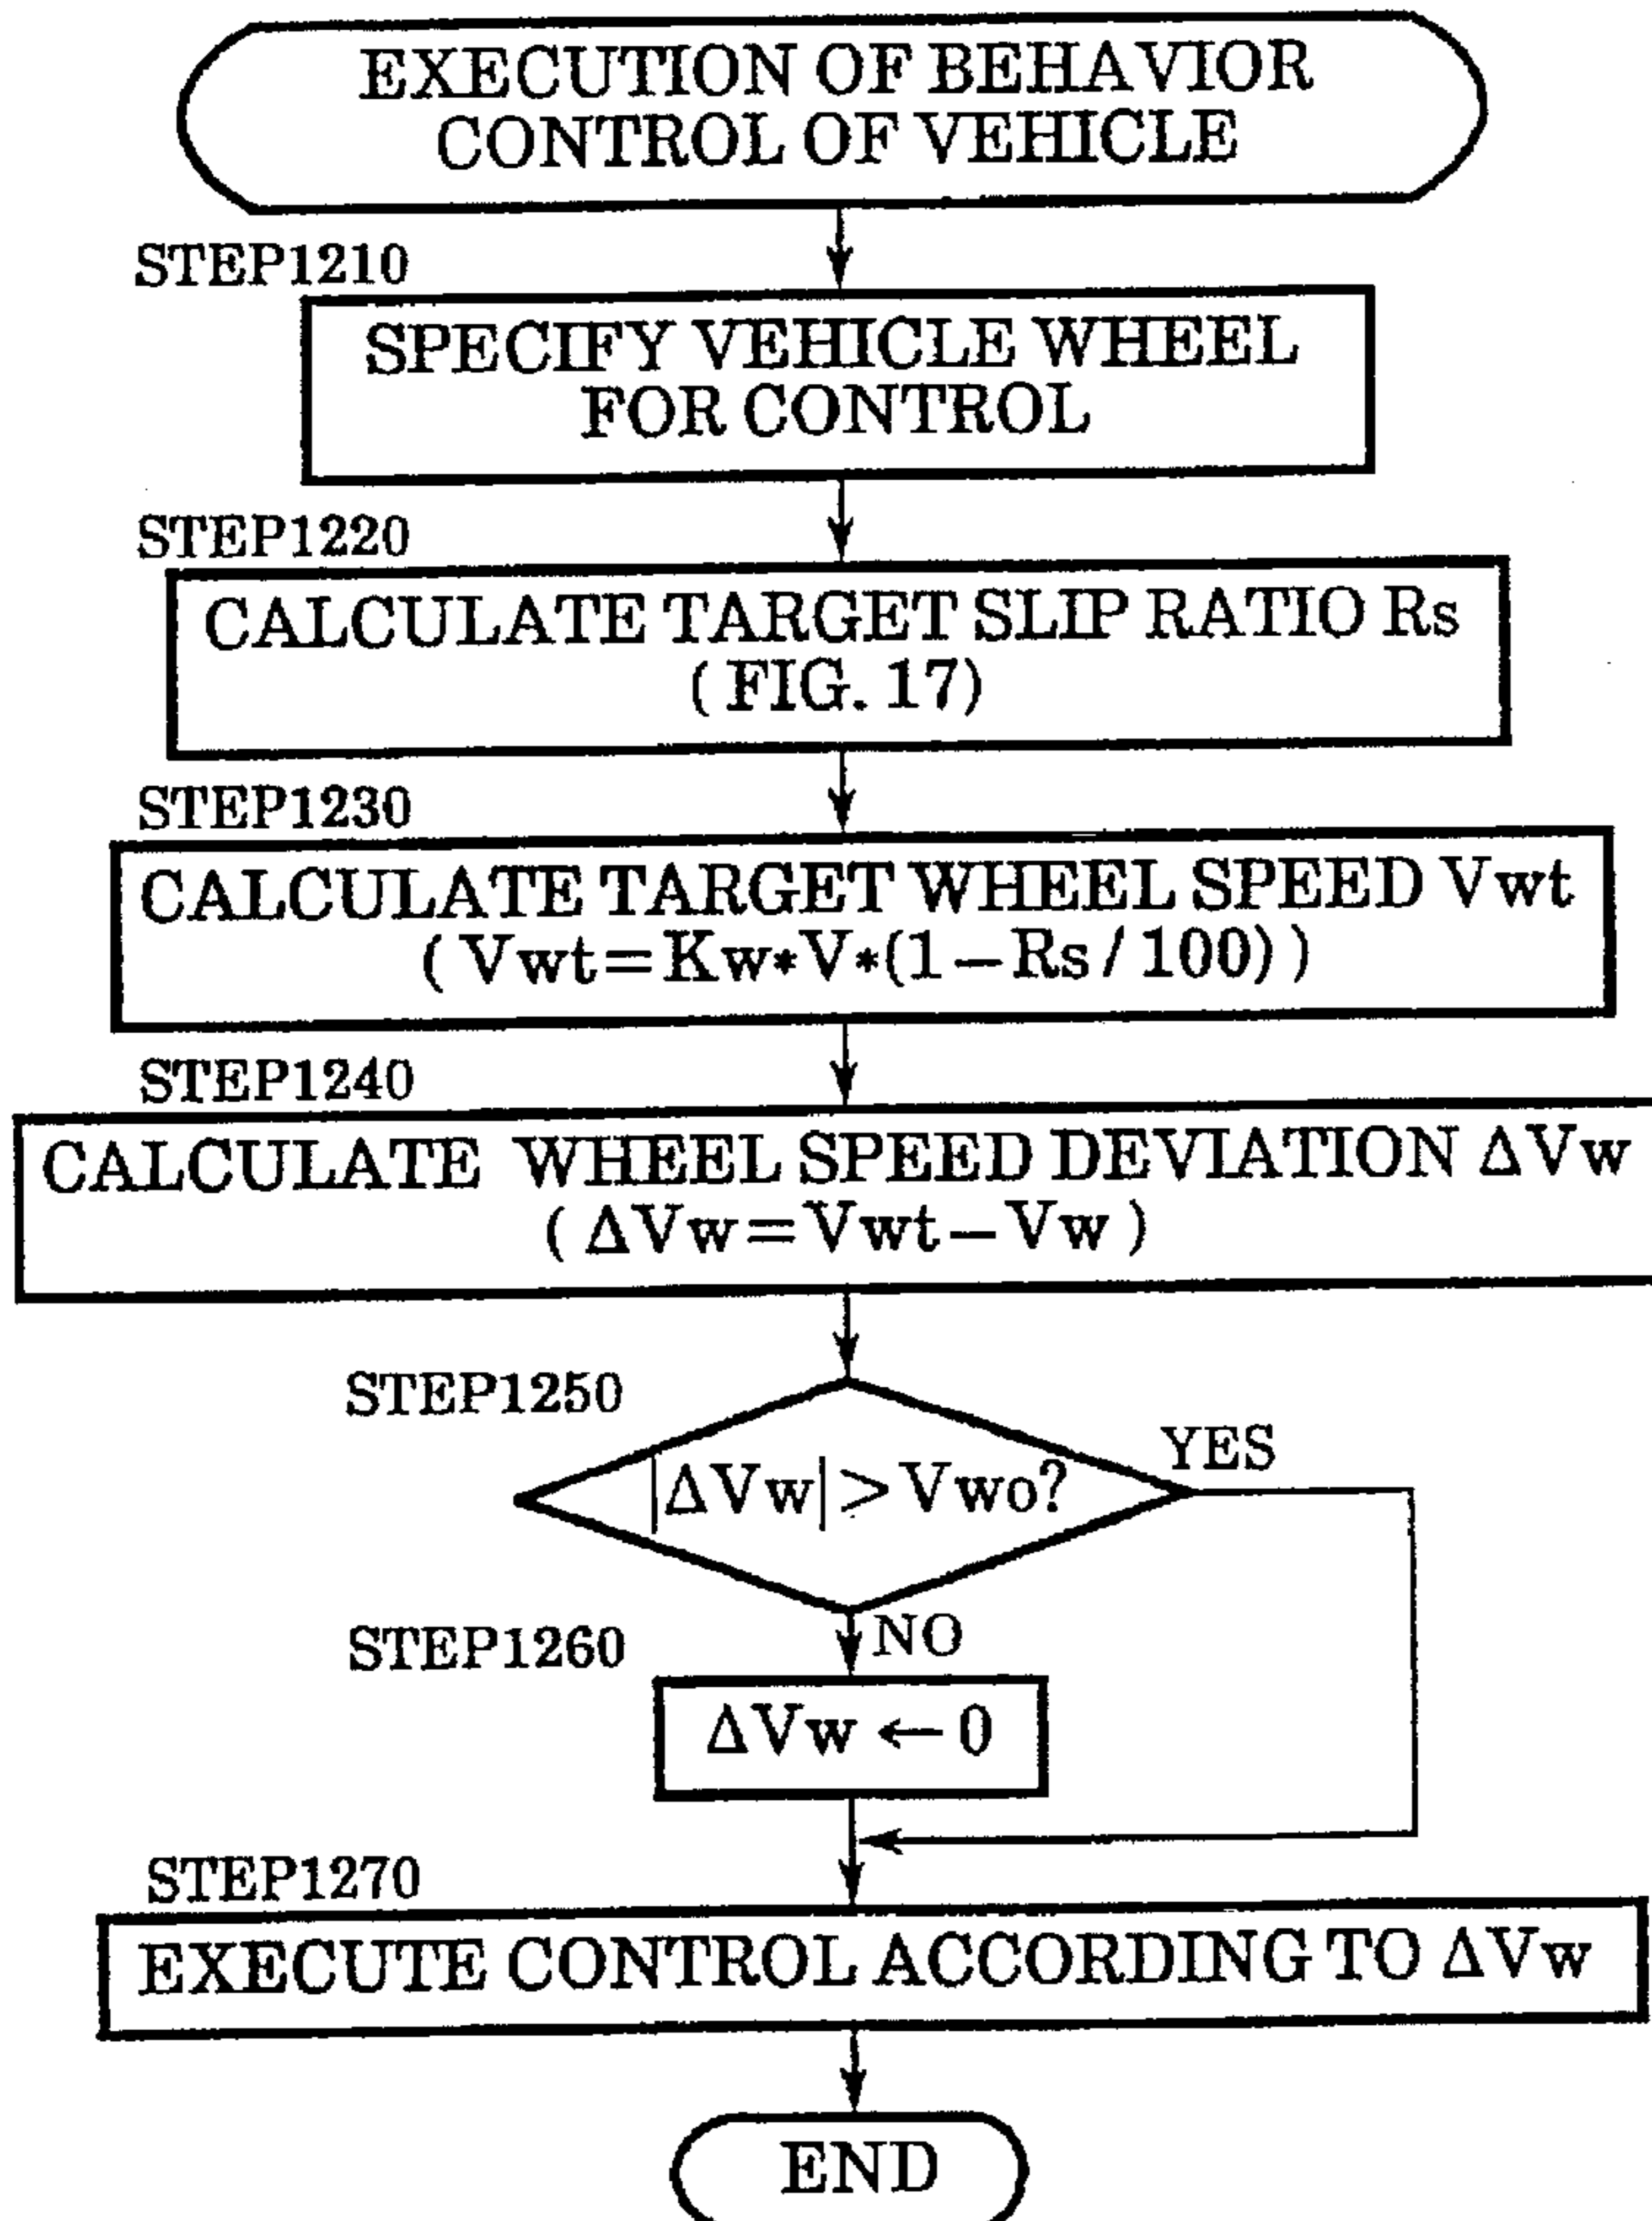 EXECUTION OF BEHAVIOR
CONTROL OF VEHICLE
STEP1210
SPECIFY VEHICLE WHEEL
FOR CONTROL
STEP1220
CALCULATE TARGET SLIP RATIO Rs
(FIG. 17)
STEP1230
CALCULATE TARGET WHEEL SPEED Vwt
(Vwt=Kw*V*(1-Rs/100))
STEP1240
CALCULATE WHEEL SPEED DEVIATION ΔVw
(ΔVw=Vwt-Vw)
STEP1250
|ΔVw|>Vwo?
YES
NO
STEP1260
ΔVw←0
STEP1270
EXECUTE CONTROL ACCORDING TO ΔVw
END